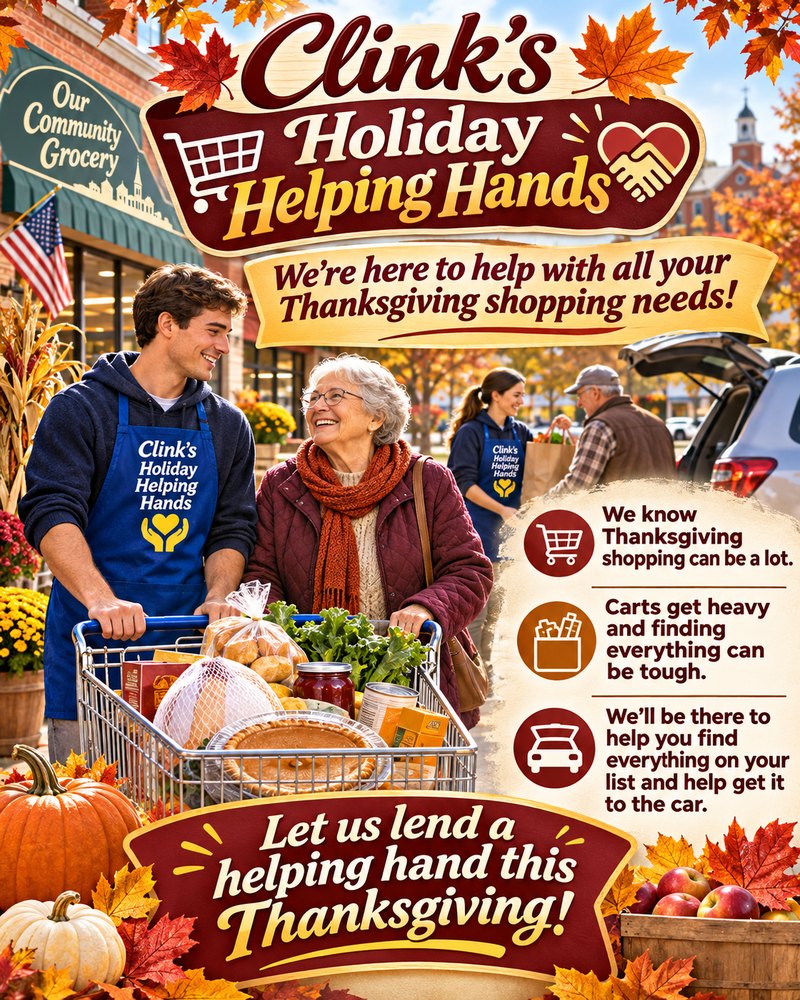 Clink's
Holiday
Helping Hands
Our
Community
Grocery
We're here to help with all your
Thanksgiving shopping needs!
Clink's
Holiday
Helping
Hands
Clink's
Holiday
Helping
Hands
We know
Thanksgiving
shopping can be a lot.
Carts get heavy
and finding
everything can
be tough.
We'll be there to
help you find
everything on your
list and help get it
to the car.
Let us lend a
helping hand this
Thanksgiving!